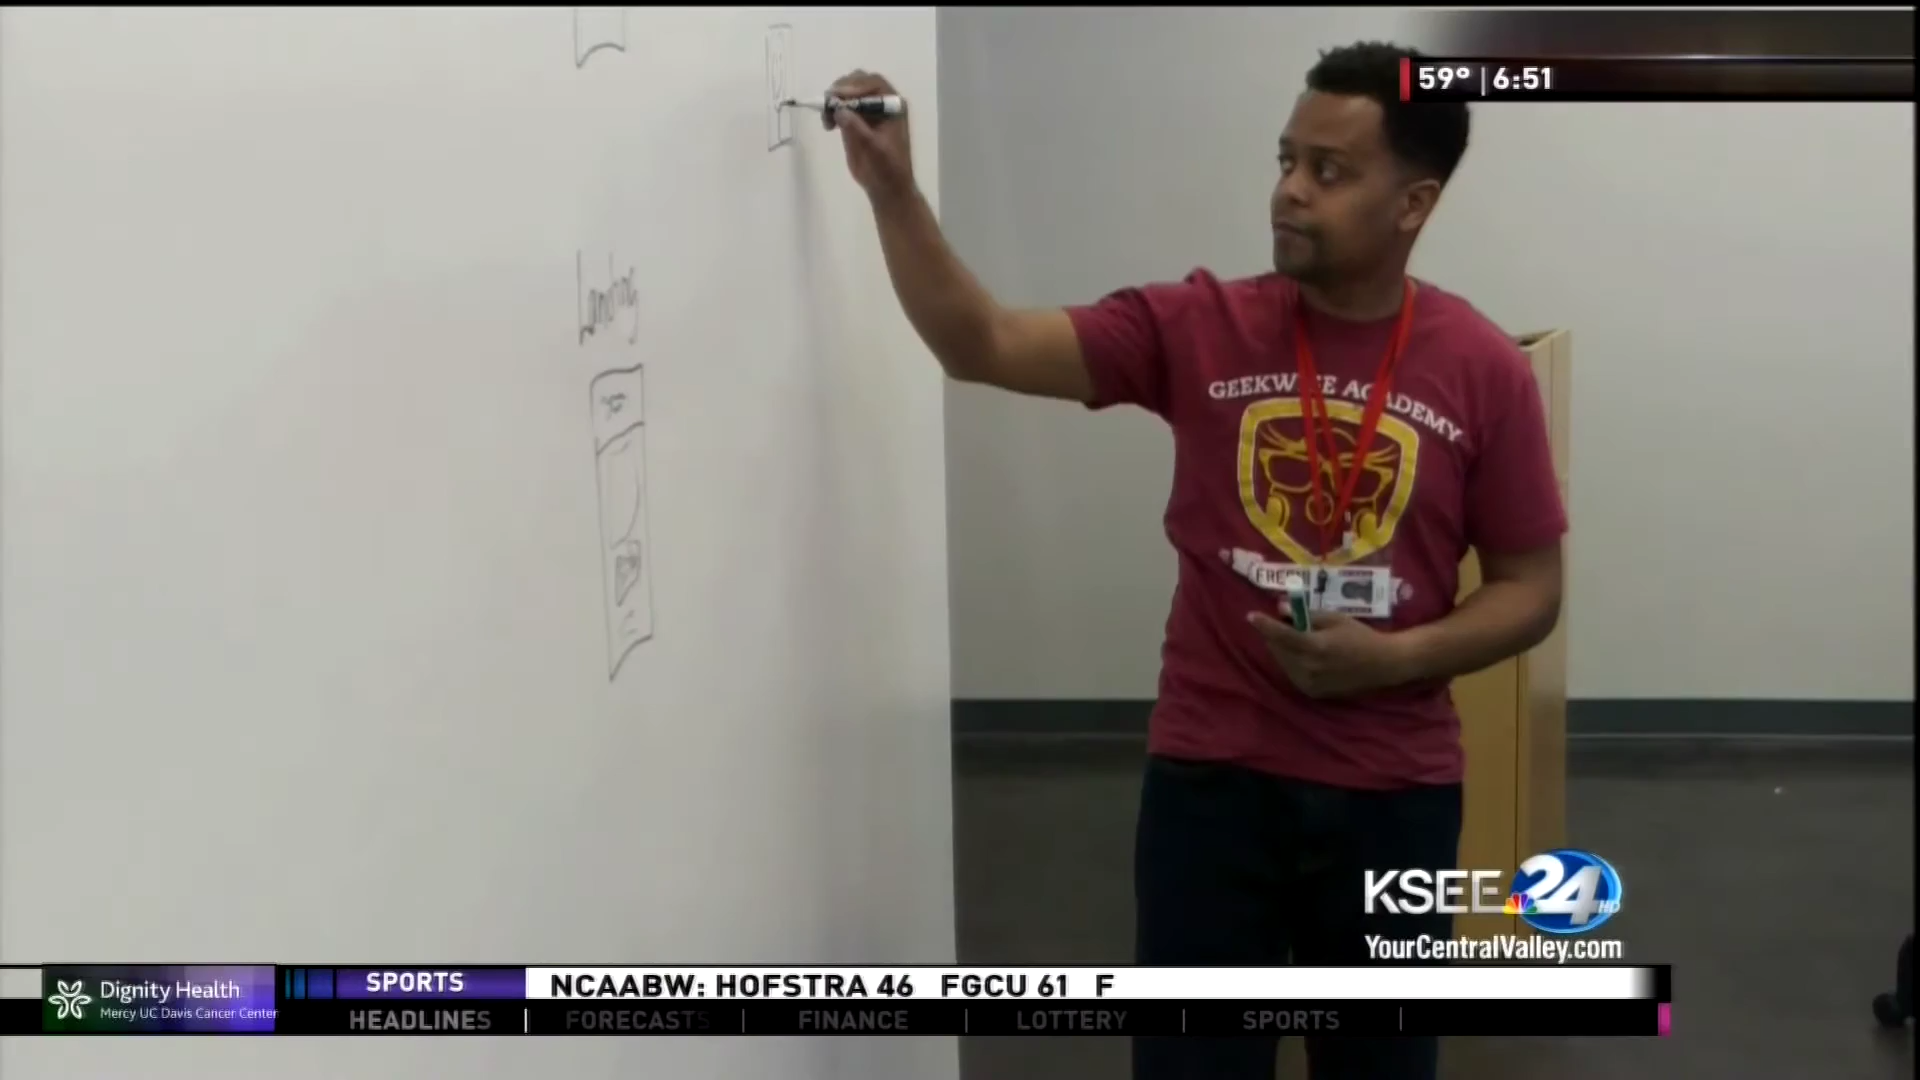 59° | 6:51
Landing
GEEKWISE ACADEMY
KSEE 24 HD
YourCentralValley.com
Dignity Health
Mercy UC Davis Cancer Center
SPORTS
NCAABW: HOFSTRA 46 FGCU 61 F
HEADLINES
FORECASTS
FINANCE
LOTTERY
SPORTS